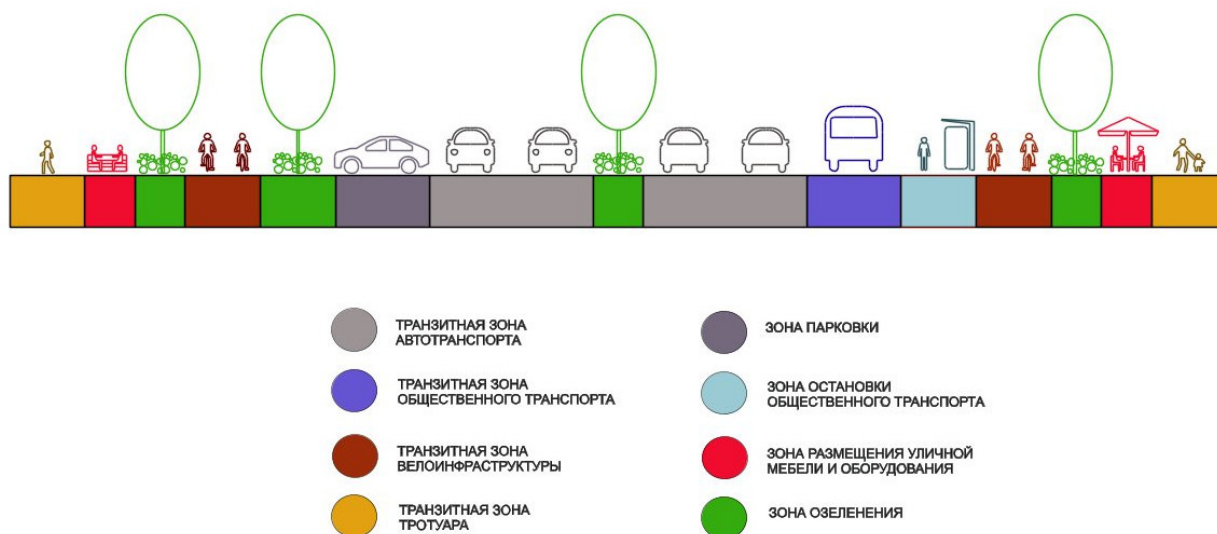 ТРАНЗИТНАЯ ЗОНА
АВТОТРАНСПОРТА
ТРАНЗИТНАЯ ЗОНА
ОБЩЕСТВЕННОГО ТРАНСПОРТА
ТРАНЗИТНАЯ ЗОНА
ВЕЛОИНФРАСТРУКТУРЫ
ТРАНЗИТНАЯ ЗОНА
ТРОТУАРА
ЗОНА ПАРКОВКИ
ЗОНА ОСТАНОВКИ
ОБЩЕСТВЕННОГО ТРАНСПОРТА
ЗОНА РАЗМЕЩЕНИЯ УЛИЧНОЙ
МЕБЕЛИ И ОБОРУДОВАНИЯ
ЗОНА ОЗЕЛЕНЕНИЯ